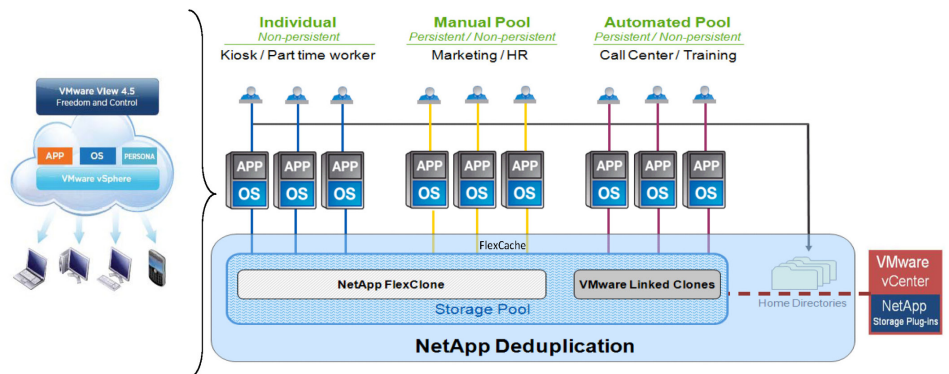 Individual
Non-persistent
Kiosk / Part time worker
Manual Pool
Persistent / Non-persistent
Marketing / HR
Automated Pool
Persistent / Non-persistent
Call Center / Training
VMware VIew 4.5
Freedom and Control
APP
OS
PERSONA
VMware vSphere
APP
OS
APP
OS
APP
OS
APP
OS
APP
OS
APP
OS
APP
OS
APP
OS
APP
OS
FlexCache
NetApp FlexClone
VMware Linked Clones
Storage Pool
Home Directories
NetApp Deduplication
VMware
vCenter
NetApp
Storage Plug-ins